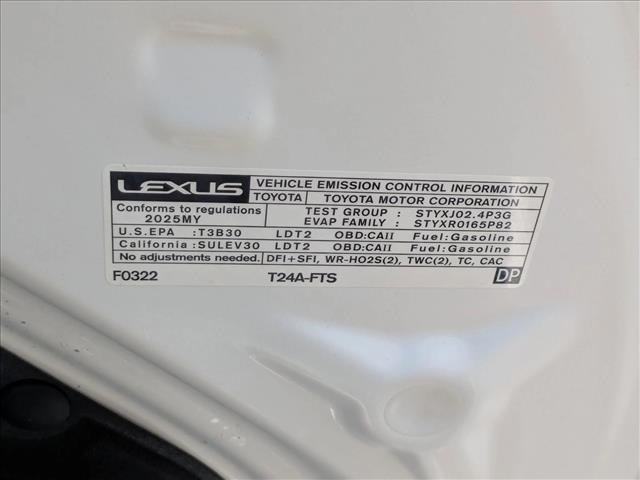 LEXUS VEHICLE EMISSION CONTROL INFORMATION
TOYOTA TOYOTA MOTOR CORPORATION
Conforms to regulations TEST GROUP : STYXJ02.4P3G
2025MY EVAP FAMILY : STYXR0165P82
U.S.EPA :T3B30 LDT2 OBD:CAII Fuel:Gasoline
California :SULEV30 LDT2 OBD:CAII Fuel:Gasoline
No adjustments needed. DFI+SFI, WR-HO2S(2), TWC(2), TC, CAC
F0322 T24A-FTS DP